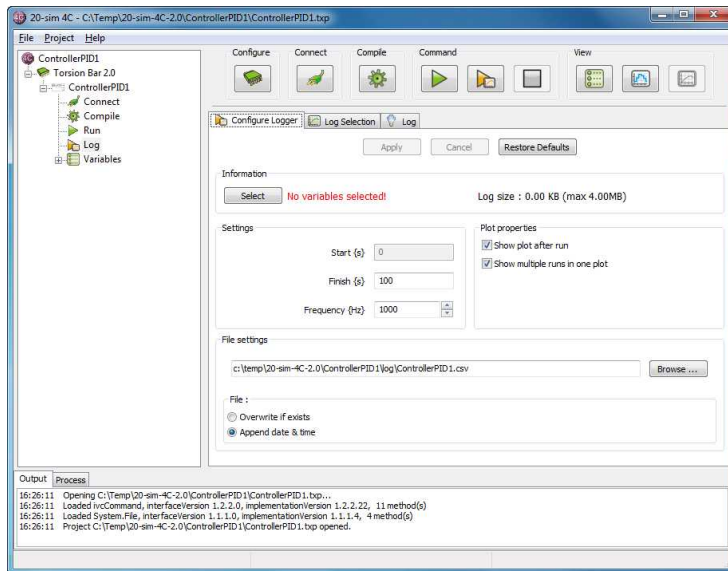 20-sim 4C - C:\Temp\20-sim-4C-2.0\ControllerPID1\ControllerPID1.txp
File Project Help
ControllerPID1
Torsion Bar 2.0
ControllerPID1
Connect
Compile
Run
Log
Variables
Configure Connect Compile Command View
Configure Logger Log Selection Log
Apply Cancel Restore Defaults
Information
Select No variables selected! Log size : 0.00 KB (max 4.00MB)
Settings
Start {s} 0
Finish {s} 100
Frequency {Hz} 1000
Plot properties
Show plot after run
Show multiple runs in one plot
File settings
c:\temp\20-sim-4C-2.0\ControllerPID1\log\ControllerPID1.csv Browse ...
File :
Overwrite if exists
Append date & time
Output Process
16:26:11 Opening C:\Temp\20-sim-4C-2.0\ControllerPID1\ControllerPID1.txp...
16:26:11 Loaded ivcCommand, interfaceVersion 1.2.2.0, implementationVersion 1.2.2.22, 11 method(s)
16:26:11 Loaded System.File, interfaceVersion 1.1.1.0, implementationVersion 1.1.1.4, 4 method(s)
16:26:11 Project C:\Temp\20-sim-4C-2.0\ControllerPID1\ControllerPID1.txp opened.